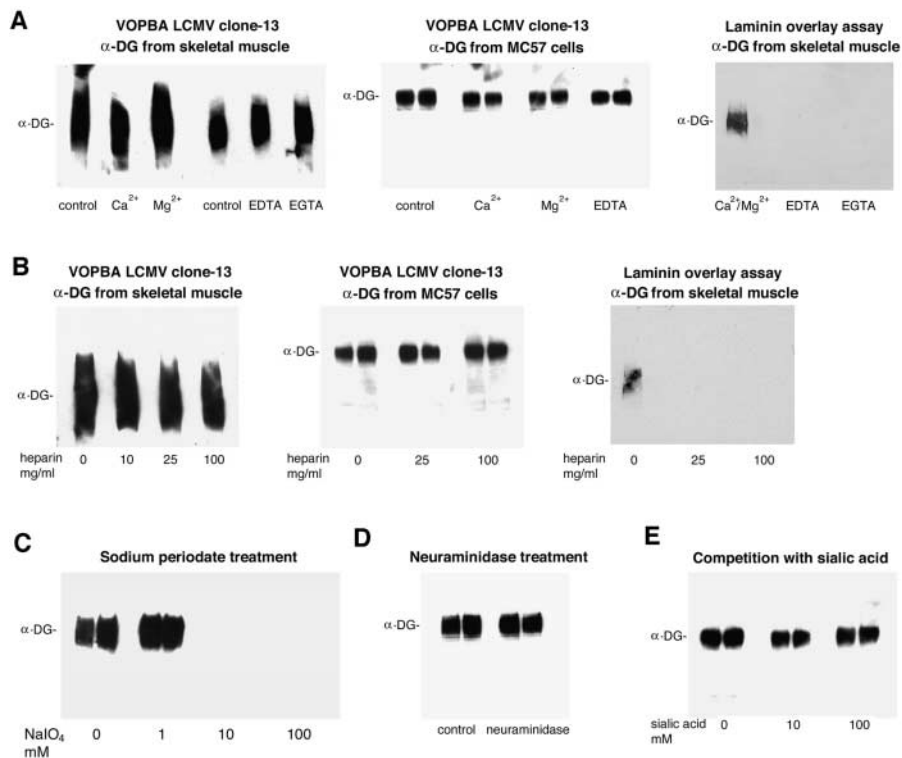 A
VOPBA LCMV clone-13
α-DG from skeletal muscle
α-DG-
control Ca2+ Mg2+ control EDTA EGTA
VOPBA LCMV clone-13
α-DG from MC57 cells
α-DG-
control Ca2+ Mg2+ EDTA
Laminin overlay assay
α-DG from skeletal muscle
α-DG-
Ca2+/Mg2+ EDTA EGTA
B
VOPBA LCMV clone-13
α-DG from skeletal muscle
α-DG-
heparin 0 10 25 100
mg/ml
VOPBA LCMV clone-13
α-DG from MC57 cells
α-DG-
heparin 0 25 100
mg/ml
Laminin overlay assay
α-DG from skeletal muscle
α-DG-
heparin 0 25 100
mg/ml
C
Sodium periodate treatment
α-DG-
NaIO4 0 1 10 100
mM
D
Neuraminidase treatment
α-DG-
control neuraminidase
E
Competition with sialic acid
α-DG-
sialic acid 0 10 100
mM